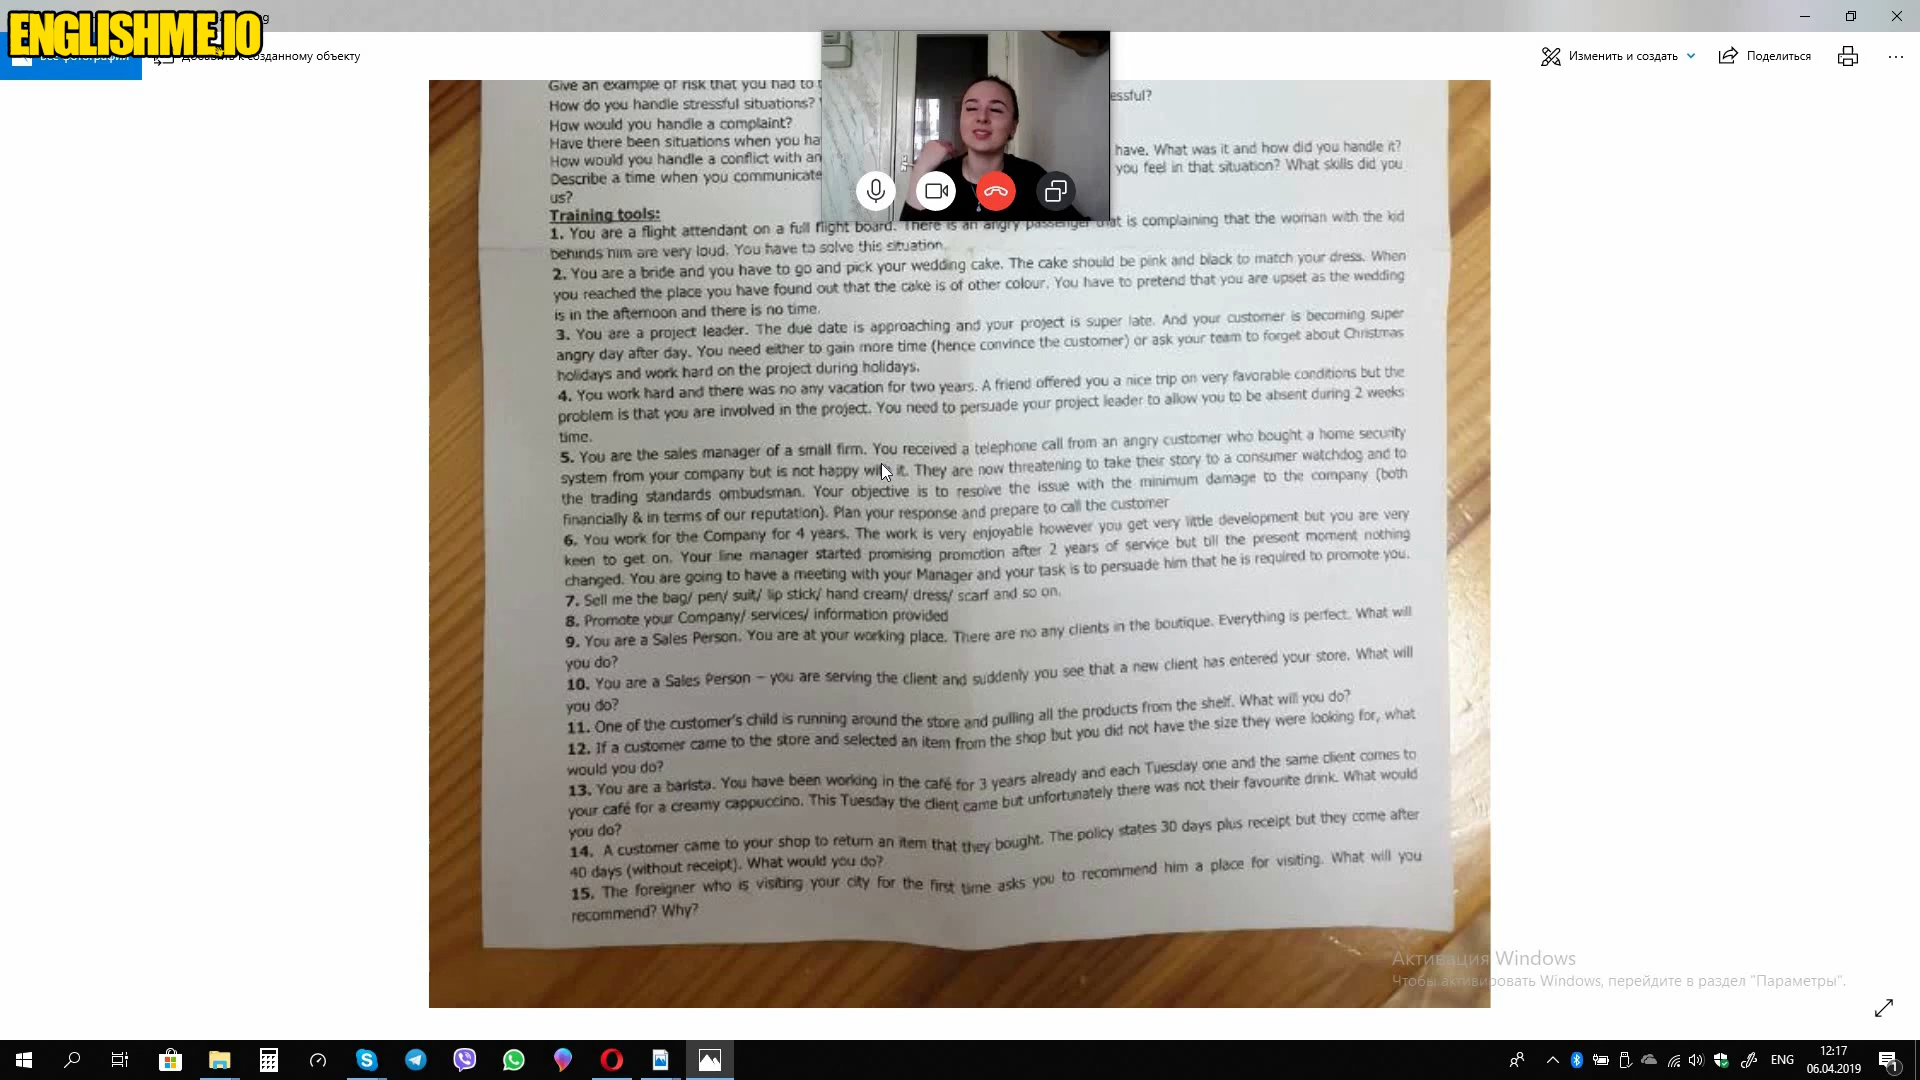 ENGLISHME.IO
Добавить к созданному объекту
Изменить и создать
Поделиться
Give an example of risk that you had to
essful?
How do you handle stressful situations?
How would you handle a complaint?
Have there been situations when you ha
have. What was it and how did you handle it?
How would you handle a conflict with an
you feel in that situation? What skills did you
Describe a time when you communicate
us?
Training tools:
1. You are a flight attendant on a full flight board. There is an angry passenger that is complaining that the woman with the kid
behinds him are very loud. You have to solve this situation.
2. You are a bride and you have to go and pick your wedding cake. The cake should be pink and black to match your dress. When
you reached the place you have found out that the cake is of other colour. You have to pretend that you are upset as the wedding
is in the afternoon and there is no time.
3. You are a project leader. The due date is approaching and your project is super late. And your customer is becoming super
angry day after day. You need either to gain more time (hence convince the customer) or ask your team to forget about Christmas
holidays and work hard on the project during holidays.
4. You work hard and there was no any vacation for two years. A friend offered you a nice trip on very favorable conditions but the
problem is that you are involved in the project. You need to persuade your project leader to allow you to be absent during 2 weeks
time.
5. You are the sales manager of a small firm. You received a telephone call from an angry customer who bought a home security
system from your company but is not happy with it. They are now threatening to take their story to a consumer watchdog and to
the trading standards ombudsman. Your objective is to resolve the issue with the minimum damage to the company (both
financially & in terms of our reputation). Plan your response and prepare to call the customer
6. You work for the Company for 4 years. The work is very enjoyable however you get very little development but you are very
keen to get on. Your line manager started promising promotion after 2 years of service but till the present moment nothing
changed. You are going to have a meeting with your Manager and your task is to persuade him that he is required to promote you.
7. Sell me the bag/ pen/ suit/ lip stick/ hand cream/ dress/ scarf and so on.
8. Promote your Company/ services/ information provided
9. You are a Sales Person. You are at your working place. There are no any clients in the boutique. Everything is perfect. What will
you do?
10. You are a Sales Person – you are serving the client and suddenly you see that a new client has entered your store. What will
you do?
11. One of the customer's child is running around the store and pulling all the products from the shelf. What will you do?
12. If a customer came to the store and selected an item from the shop but you did not have the size they were looking for, what
would you do?
13. You are a barista. You have been working in the café for 3 years already and each Tuesday one and the same client comes to
your café for a creamy cappuccino. This Tuesday the client came but unfortunately there was not their favourite drink. What would
you do?
14. A customer came to your shop to return an item that they bought. The policy states 30 days plus receipt but they come after
40 days (without receipt). What would you do?
15. The foreigner who is visiting your city for the first time asks you to recommend him a place for visiting. What will you
recommend? Why?
Активация Windows
Чтобы активировать Windows, перейдите в раздел "Параметры".
ENG
12:17
06.04.2019
1